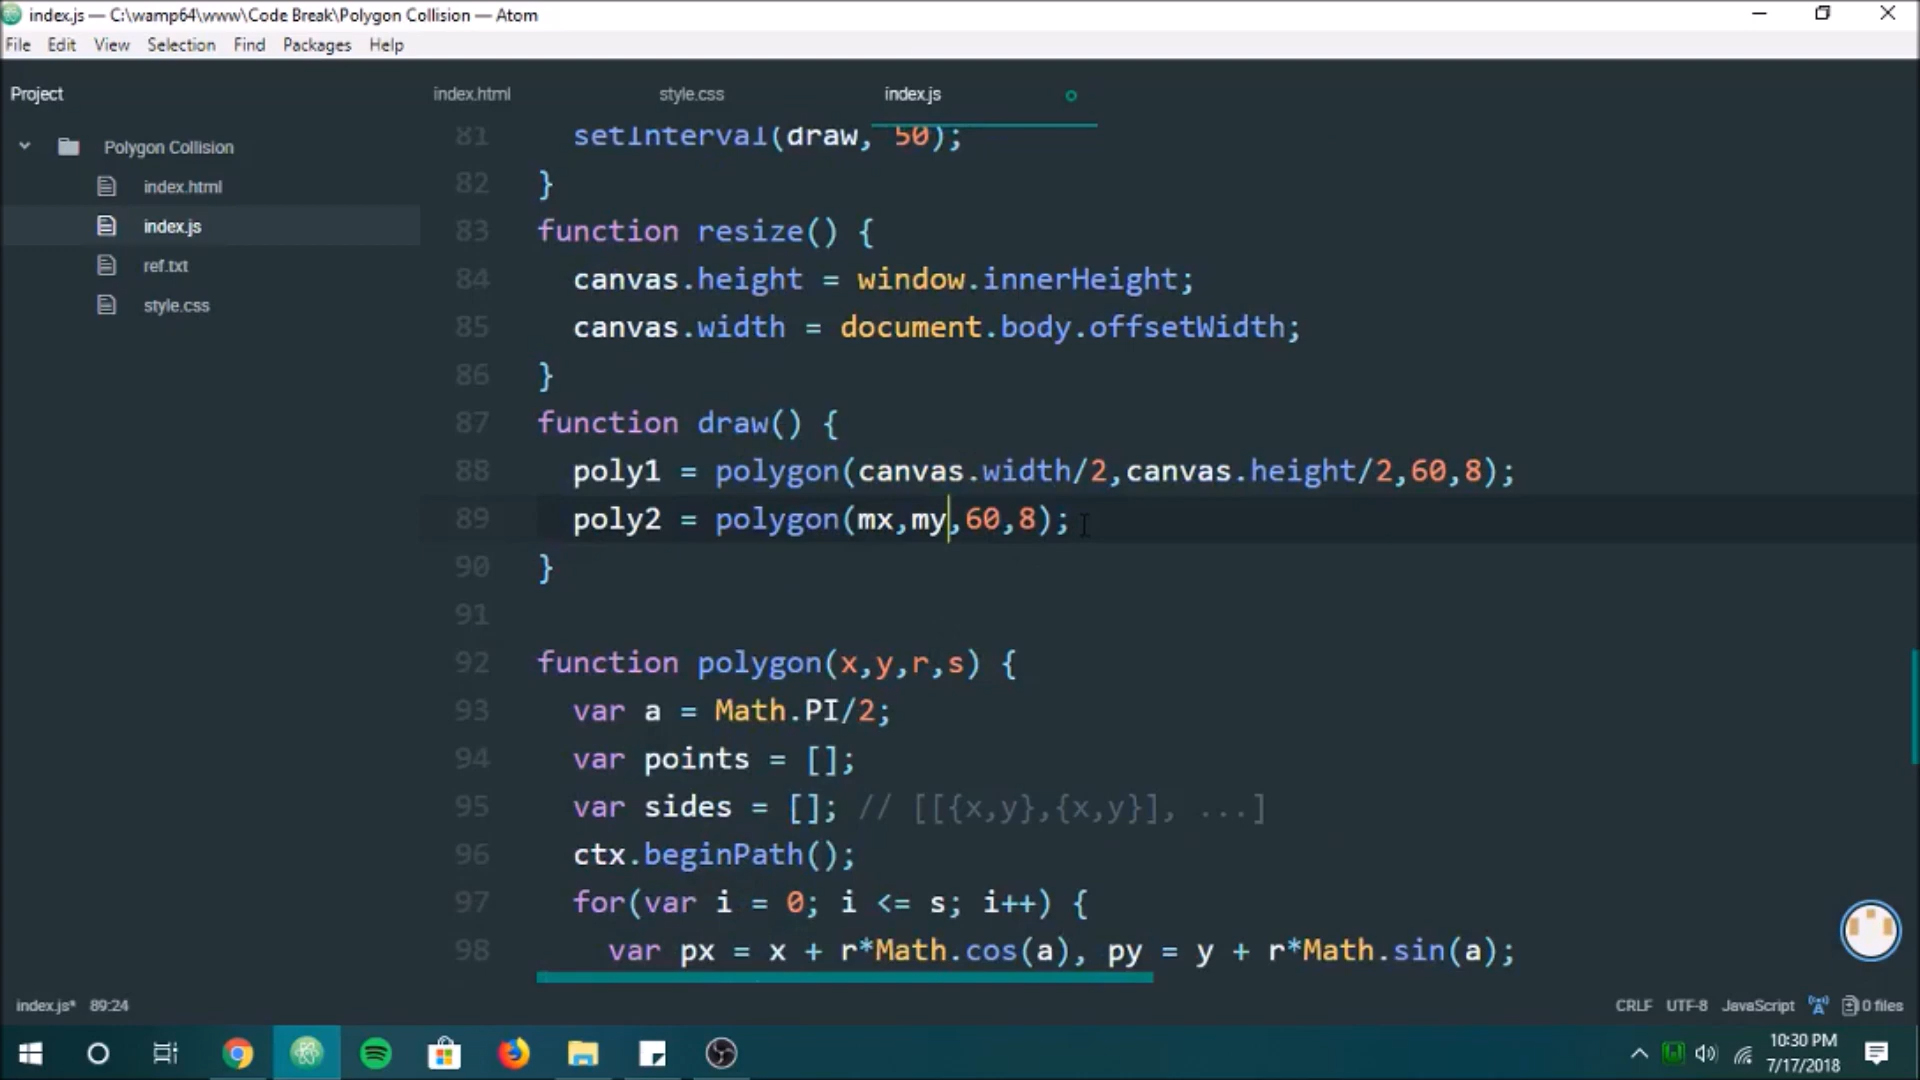 index.js — C:\wamp64\www\Code Break\Polygon Collision — Atom
File Edit View Selection Find Packages Help
Project
index.html style.css index.js
Polygon Collision
index.html
index.js
ref.txt
style.css
81 setInterval(draw, 50);
82 }
83 function resize() {
84 canvas.height = window.innerHeight;
85 canvas.width = document.body.offsetWidth;
86 }
87 function draw() {
88 poly1 = polygon(canvas.width/2,canvas.height/2,60,8);
89 poly2 = polygon(mx,my,60,8);
90 }
91
92 function polygon(x,y,r,s) {
93 var a = Math.PI/2;
94 var points = [];
95 var sides = []; // [[{x,y},{x,y}], ...]
96 ctx.beginPath();
97 for(var i = 0; i <= s; i++) {
98 var px = x + r*Math.cos(a), py = y + r*Math.sin(a);
index.js* 89:24 CRLF UTF-8 JavaScript 0 files
10:30 PM
7/17/2018